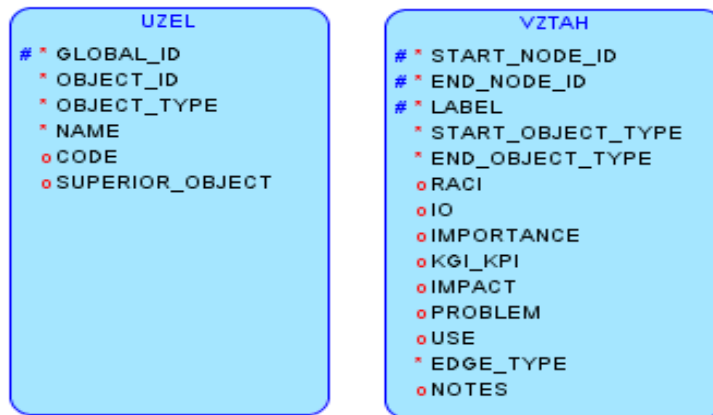 UZEL
# * GLOBAL_ID
* OBJECT_ID
* OBJECT_TYPE
* NAME
o CODE
o SUPERIOR_OBJECT
VZTAH
# * START_NODE_ID
# * END_NODE_ID
# * LABEL
* START_OBJECT_TYPE
* END_OBJECT_TYPE
o RACI
o IO
o IMPORTANCE
o KGI_KPI
o IMPACT
o PROBLEM
o USE
* EDGE_TYPE
o NOTES